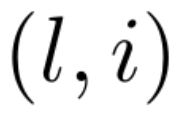 (l, i)